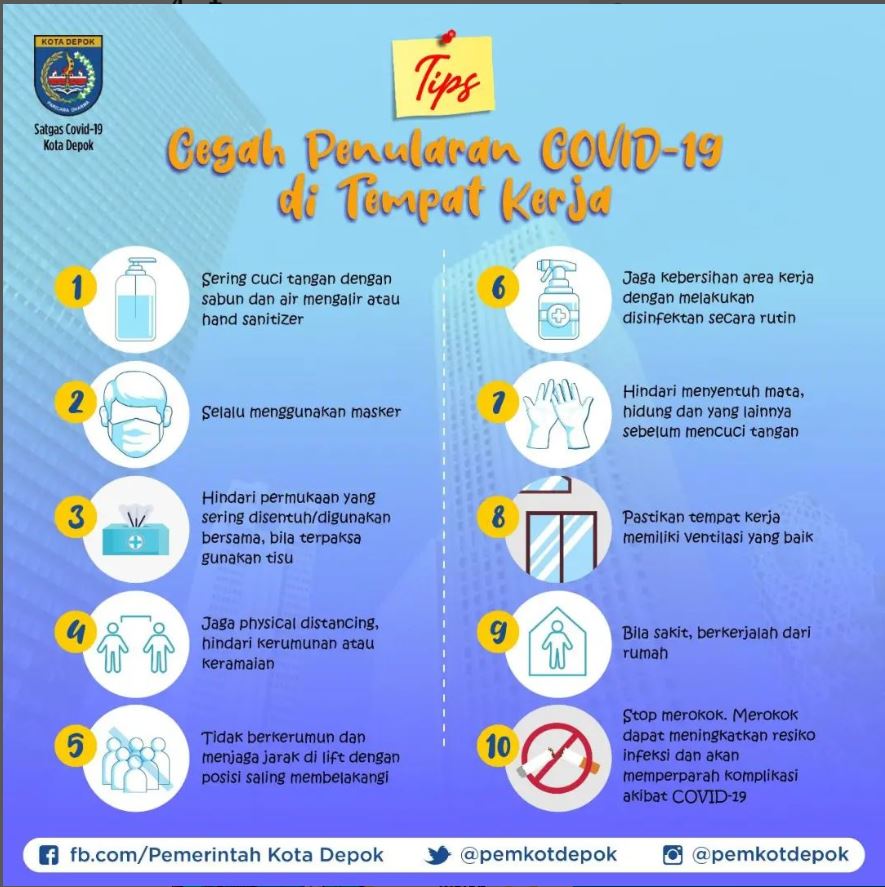 KOTA DEPOK
PARICARA DHARMA
Satgas Covid-19
Kota Depok
Tips
Cegah Penularan COVID-19
di Tempat Kerja
1
Sering cuci tangan dengan
sabun dan air mengalir atau
hand sanitizer
2
Selalu menggunakan masker
3
Hindari permukaan yang
sering disentuh/digunakan
bersama, bila terpaksa
gunakan tisu
4
Jaga physical distancing,
hindari kerumunan atau
keramaian
5
Tidak berkerumun dan
menjaga jarak di lift dengan
posisi saling membelakangi
6
Jaga kebersihan area kerja
dengan melakukan
disinfektan secara rutin
7
Hindari menyentuh mata,
hidung dan yang lainnya
sebelum mencuci tangan
8
Pastikan tempat kerja
memiliki ventilasi yang baik
9
Bila sakit, berkerjalah dari
rumah
10
Stop merokok. Merokok
dapat meningkatkan resiko
infeksi dan akan
memperparah komplikasi
akibat COVID-19
fb.com/Pemerintah Kota Depok
@pemkotdepok
@pemkotdepok